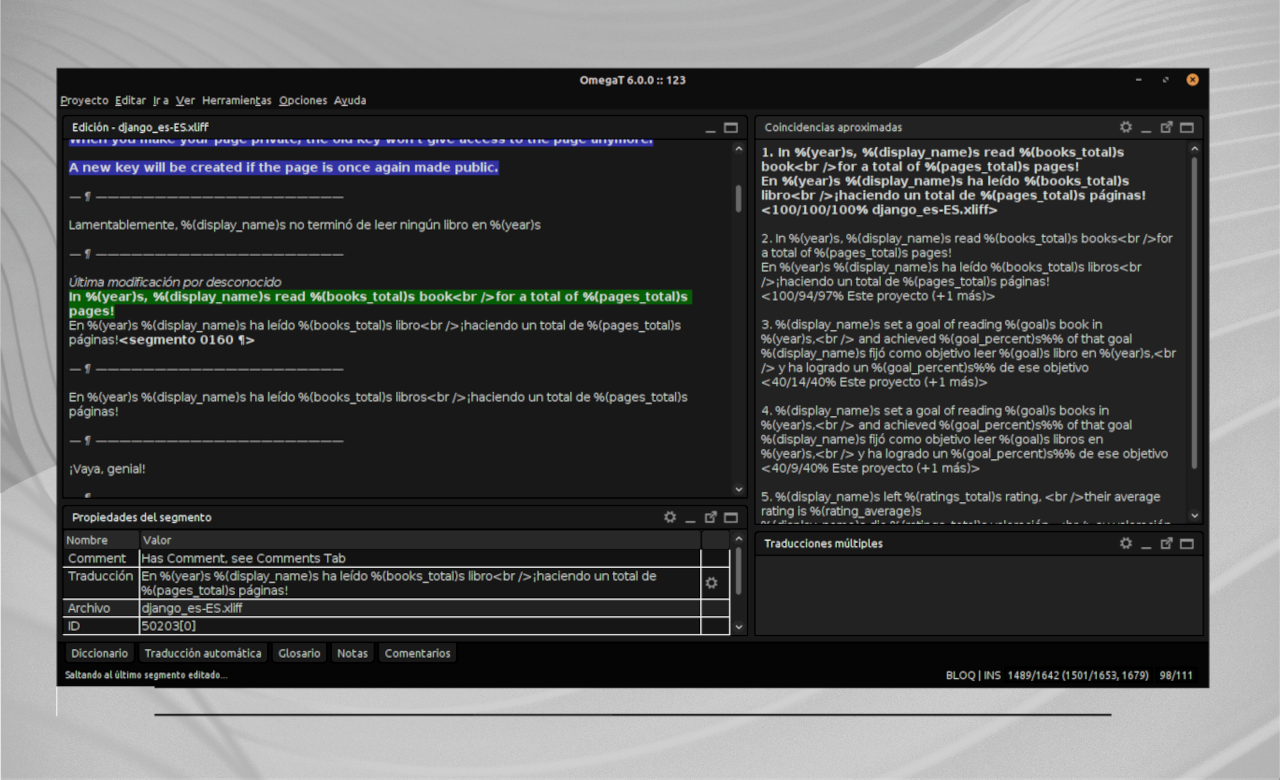 OmegaT 6.0.0 :: 123
Proyecto Editar Ir a Ver Herramientas Opciones Ayuda
Edición - django_es-ES.xliff
When you make your page private, the old key won't give access to the page anymore.
A new key will be created if the page is once again made public.
— ¶ —————————————————————
Lamentablemente, %(display_name)s no terminó de leer ningún libro en %(year)s
— ¶ —————————————————————
Última modificación por desconocido
In %(year)s, %(display_name)s read %(books_total)s book<br />for a total of %(pages_total)s
pages!
En %(year)s %(display_name)s ha leído %(books_total)s libro<br />¡haciendo un total de %(pages_total)s
páginas!<segmento 0160 ¶>
— ¶ —————————————————————
En %(year)s %(display_name)s ha leído %(books_total)s libros<br />¡haciendo un total de %(pages_total)s
páginas!
— ¶ —————————————————————
¡Vaya, genial!
Propiedades del segmento
Nombre Valor
Comment Has Comment, see Comments Tab
Traducción En %(year)s %(display_name)s ha leído %(books_total)s libro<br />¡haciendo un total de
%(pages_total)s páginas!
Archivo django_es-ES.xliff
ID 50203[0]
Coincidencias aproximadas
1. In %(year)s, %(display_name)s read %(books_total)s
book<br />for a total of %(pages_total)s pages!
En %(year)s %(display_name)s ha leído %(books_total)s
libro<br />¡haciendo un total de %(pages_total)s páginas!
<100/100/100% django_es-ES.xliff>
2. In %(year)s, %(display_name)s read %(books_total)s books<br />for
a total of %(pages_total)s pages!
En %(year)s %(display_name)s ha leído %(books_total)s libros<br
/>¡haciendo un total de %(pages_total)s páginas!
<100/94/97% Este proyecto (+1 más)>
3. %(display_name)s set a goal of reading %(goal)s book in
%(year)s,<br /> and achieved %(goal_percent)s%% of that goal
%(display_name)s fijó como objetivo leer %(goal)s libro en %(year)s,<br
/> y ha logrado un %(goal_percent)s%% de ese objetivo
<40/14/40% Este proyecto (+1 más)>
4. %(display_name)s set a goal of reading %(goal)s books in
%(year)s,<br /> and achieved %(goal_percent)s%% of that goal
%(display_name)s fijó como objetivo leer %(goal)s libros en
%(year)s,<br /> y ha logrado un %(goal_percent)s%% de ese objetivo
<40/9/40% Este proyecto (+1 más)>
5. %(display_name)s left %(ratings_total)s rating, <br />their average
rating is %(rating_average)s
Traducciones múltiples
Diccionario Traducción automática Glosario Notas Comentarios
Saltando al último segmento editado...
BLOQ | INS 1489/1642 (1501/1653, 1679) 98/111